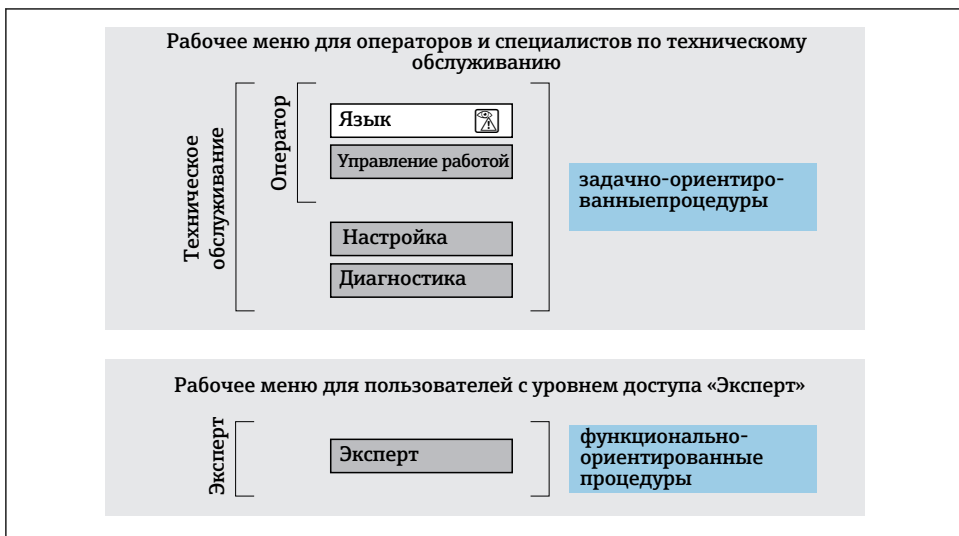 Рабочее меню для операторов и специалистов по техническому
обслуживанию
Техническое
обслуживание
Оператор
Язык
Управление работой
Настройка
Диагностика
задачно-ориентиро-
ванныепроцедуры
Рабочее меню для пользователей с уровнем доступа «Эксперт»
Эксперт
Эксперт
функционально-
ориентированные
процедуры